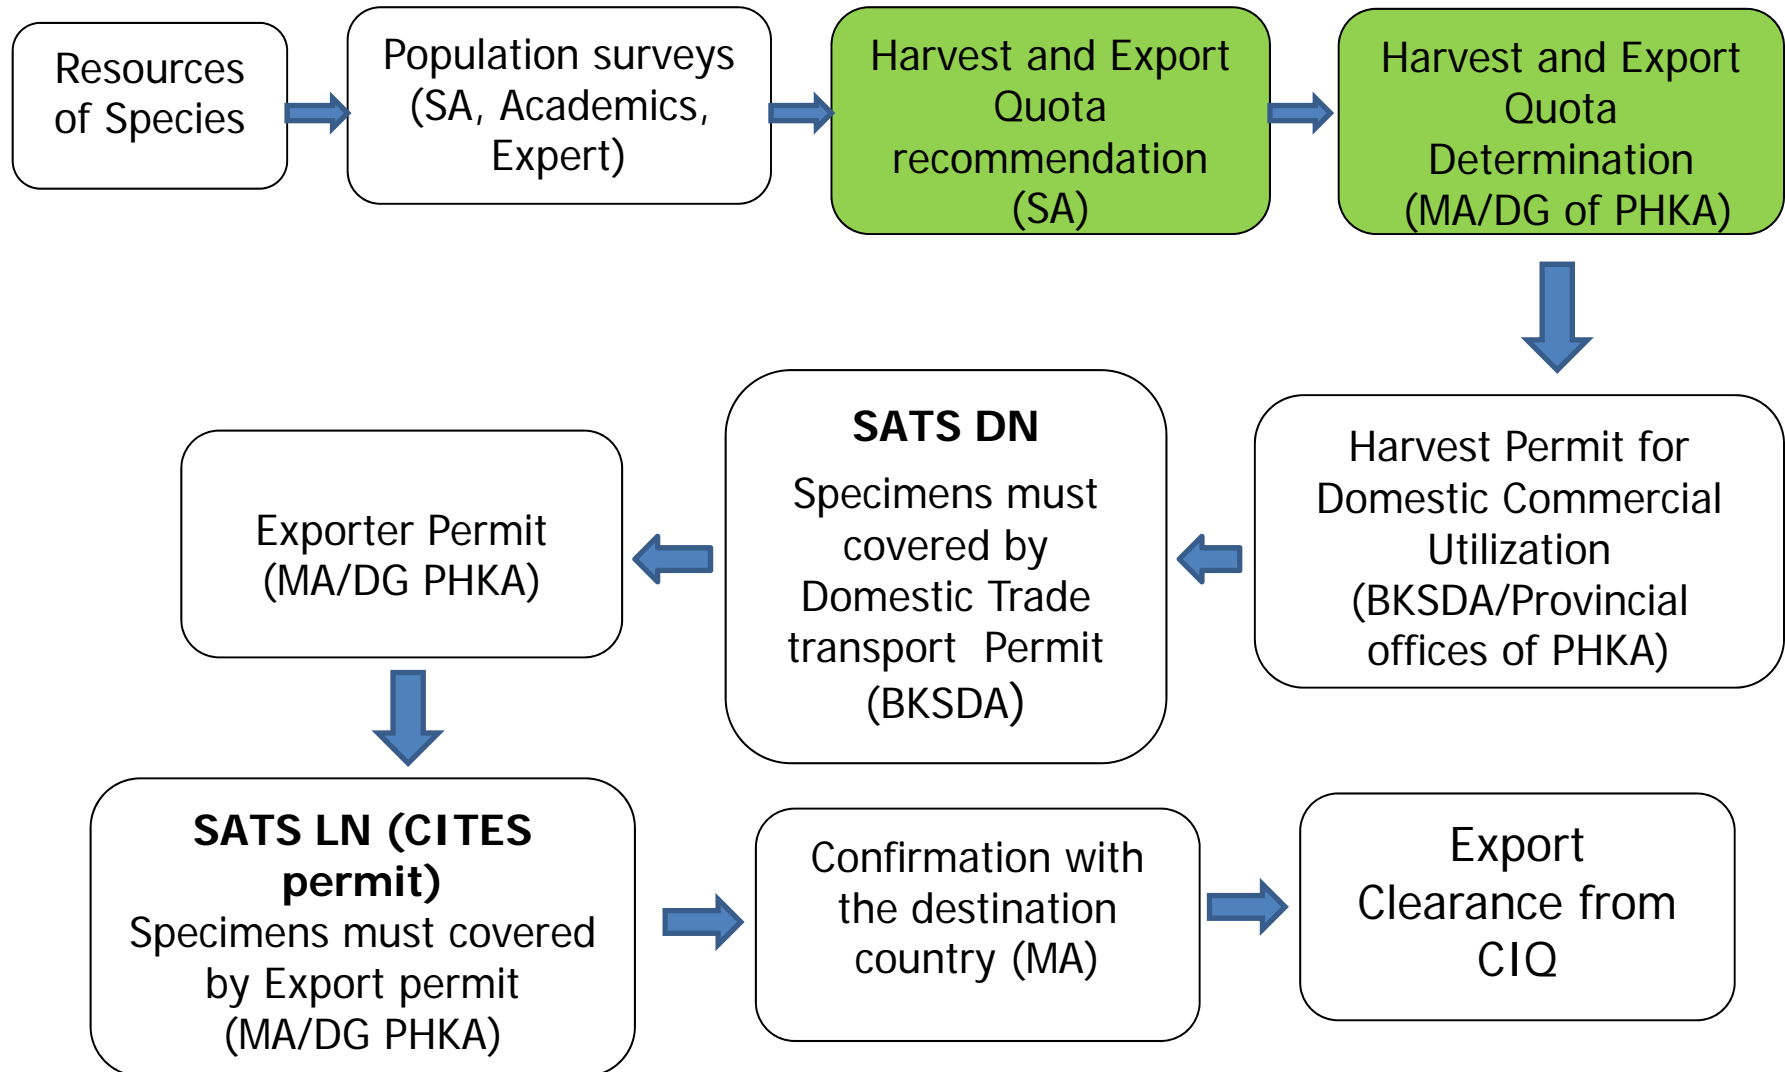 Resources
of Species
Population surveys
(SA, Academics,
Expert)
Harvest and Export
Quota
recommendation
(SA)
Harvest and Export
Quota
Determination
(MA/DG of PHKA)
Harvest Permit for
Domestic Commercial
Utilization
(BKSDA/Provincial
offices of PHKA)
SATS DN
Specimens must
covered by
Domestic Trade
transport Permit
(BKSDA)
Exporter Permit
(MA/DG PHKA)
SATS LN (CITES
permit)
Specimens must covered
by Export permit
(MA/DG PHKA)
Confirmation with
the destination
country (MA)
Export
Clearance from
CIQ